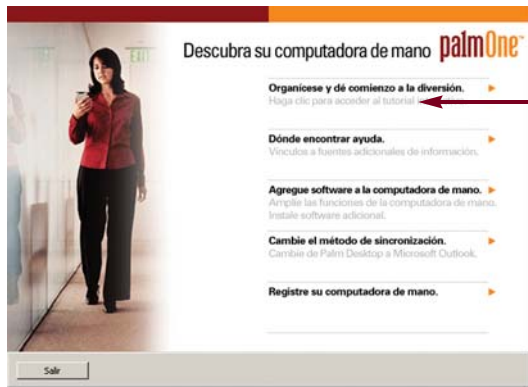 EXIT
Descubra su computadora de mano palmOne
Organícese y dé comienzo a la diversión.
Haga clic para acceder al tutorial
Dónde encontrar ayuda.
Vínculos a fuentes adicionales de información.
Agregue software a la computadora de mano.
Amplíe las funciones de la computadora de mano.
Instale software adicional.
Cambie el método de sincronización.
Cambie de Palm Desktop a Microsoft Outlook.
Registre su computadora de mano.
Salir